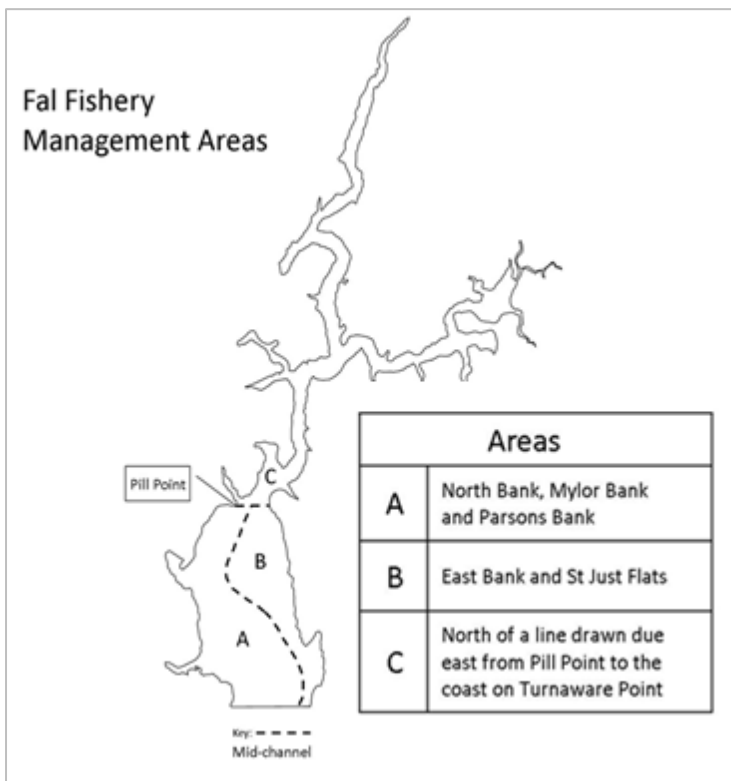 Fal Fishery
Management Areas
Pill Point
C
B
A
Key:
Mid-channel
Areas
A
North Bank, Mylor Bank
and Parsons Bank
B
East Bank and St Just Flats
C
North of a line drawn due
east from Pill Point to the
coast on Turnaware Point